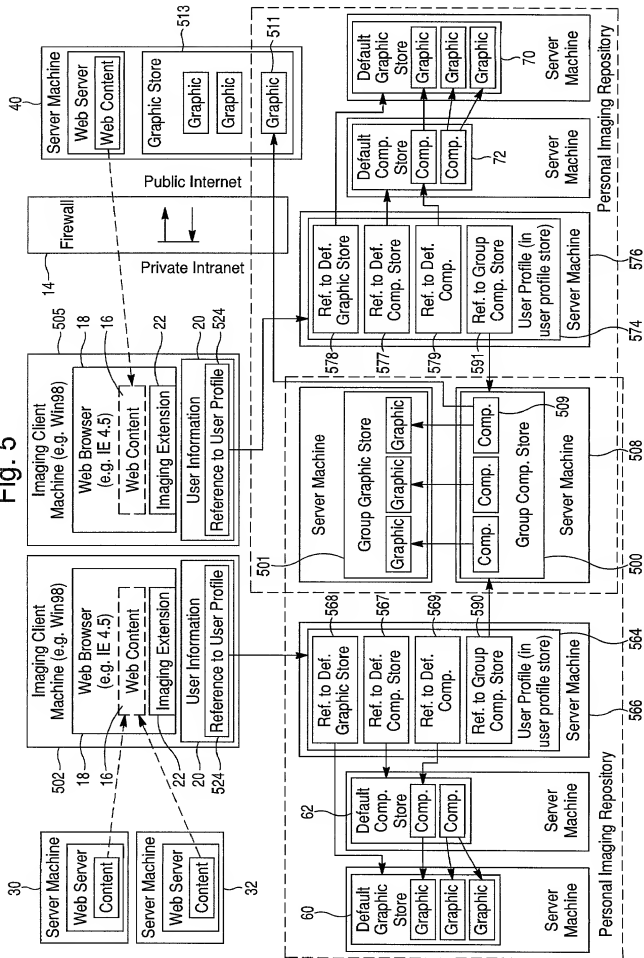 Fig. 5
30
Server Machine
Web Server
Content
Server Machine
Web Server
Content
32
502
Imaging Client
Machine (e.g. Win98)
18
Web Browser
(e.g. IE 4.5)
16
Web Content
22
Imaging Extension
20
User Information
524
Reference to User Profile
505
Imaging Client
Machine (e.g. Win98)
18
Web Browser
(e.g. IE 4.5)
16
Web Content
22
Imaging Extension
20
User Information
524
Reference to User Profile
14
Firewall
Private Intranet
Public Internet
40
Server Machine
Web Server
Web Content
513
Graphic Store
Graphic
Graphic
Graphic
511
60
Default
Graphic
Store
Graphic
Graphic
Graphic
Server
Machine
62
Default
Comp.
Store
Comp.
Comp.
Server
Machine
568
Ref. to Def.
Graphic Store
567
Ref. to Def.
Comp. Store
569
Ref. to Def.
Comp.
590
Ref. to Group
Comp. Store
User Profile (in
user profile store)
Server Machine
564
566
Personal Imaging Repository
501
Server Machine
Group Graphic Store
Graphic
Graphic
Graphic
Comp.
Comp.
Comp.
509
Group Comp. Store
Server Machine
500
508
578
Ref. to Def.
Graphic Store
577
Ref. to Def.
Comp. Store
579
Ref. to Def.
Comp.
591
Ref. to Group
Comp. Store
User Profile (in
user profile store)
Server Machine
574
576
Default
Comp.
Store
Comp.
Comp.
72
Server
Machine
Default
Graphic
Store
Graphic
Graphic
Graphic
70
Server
Machine
Personal Imaging Repository